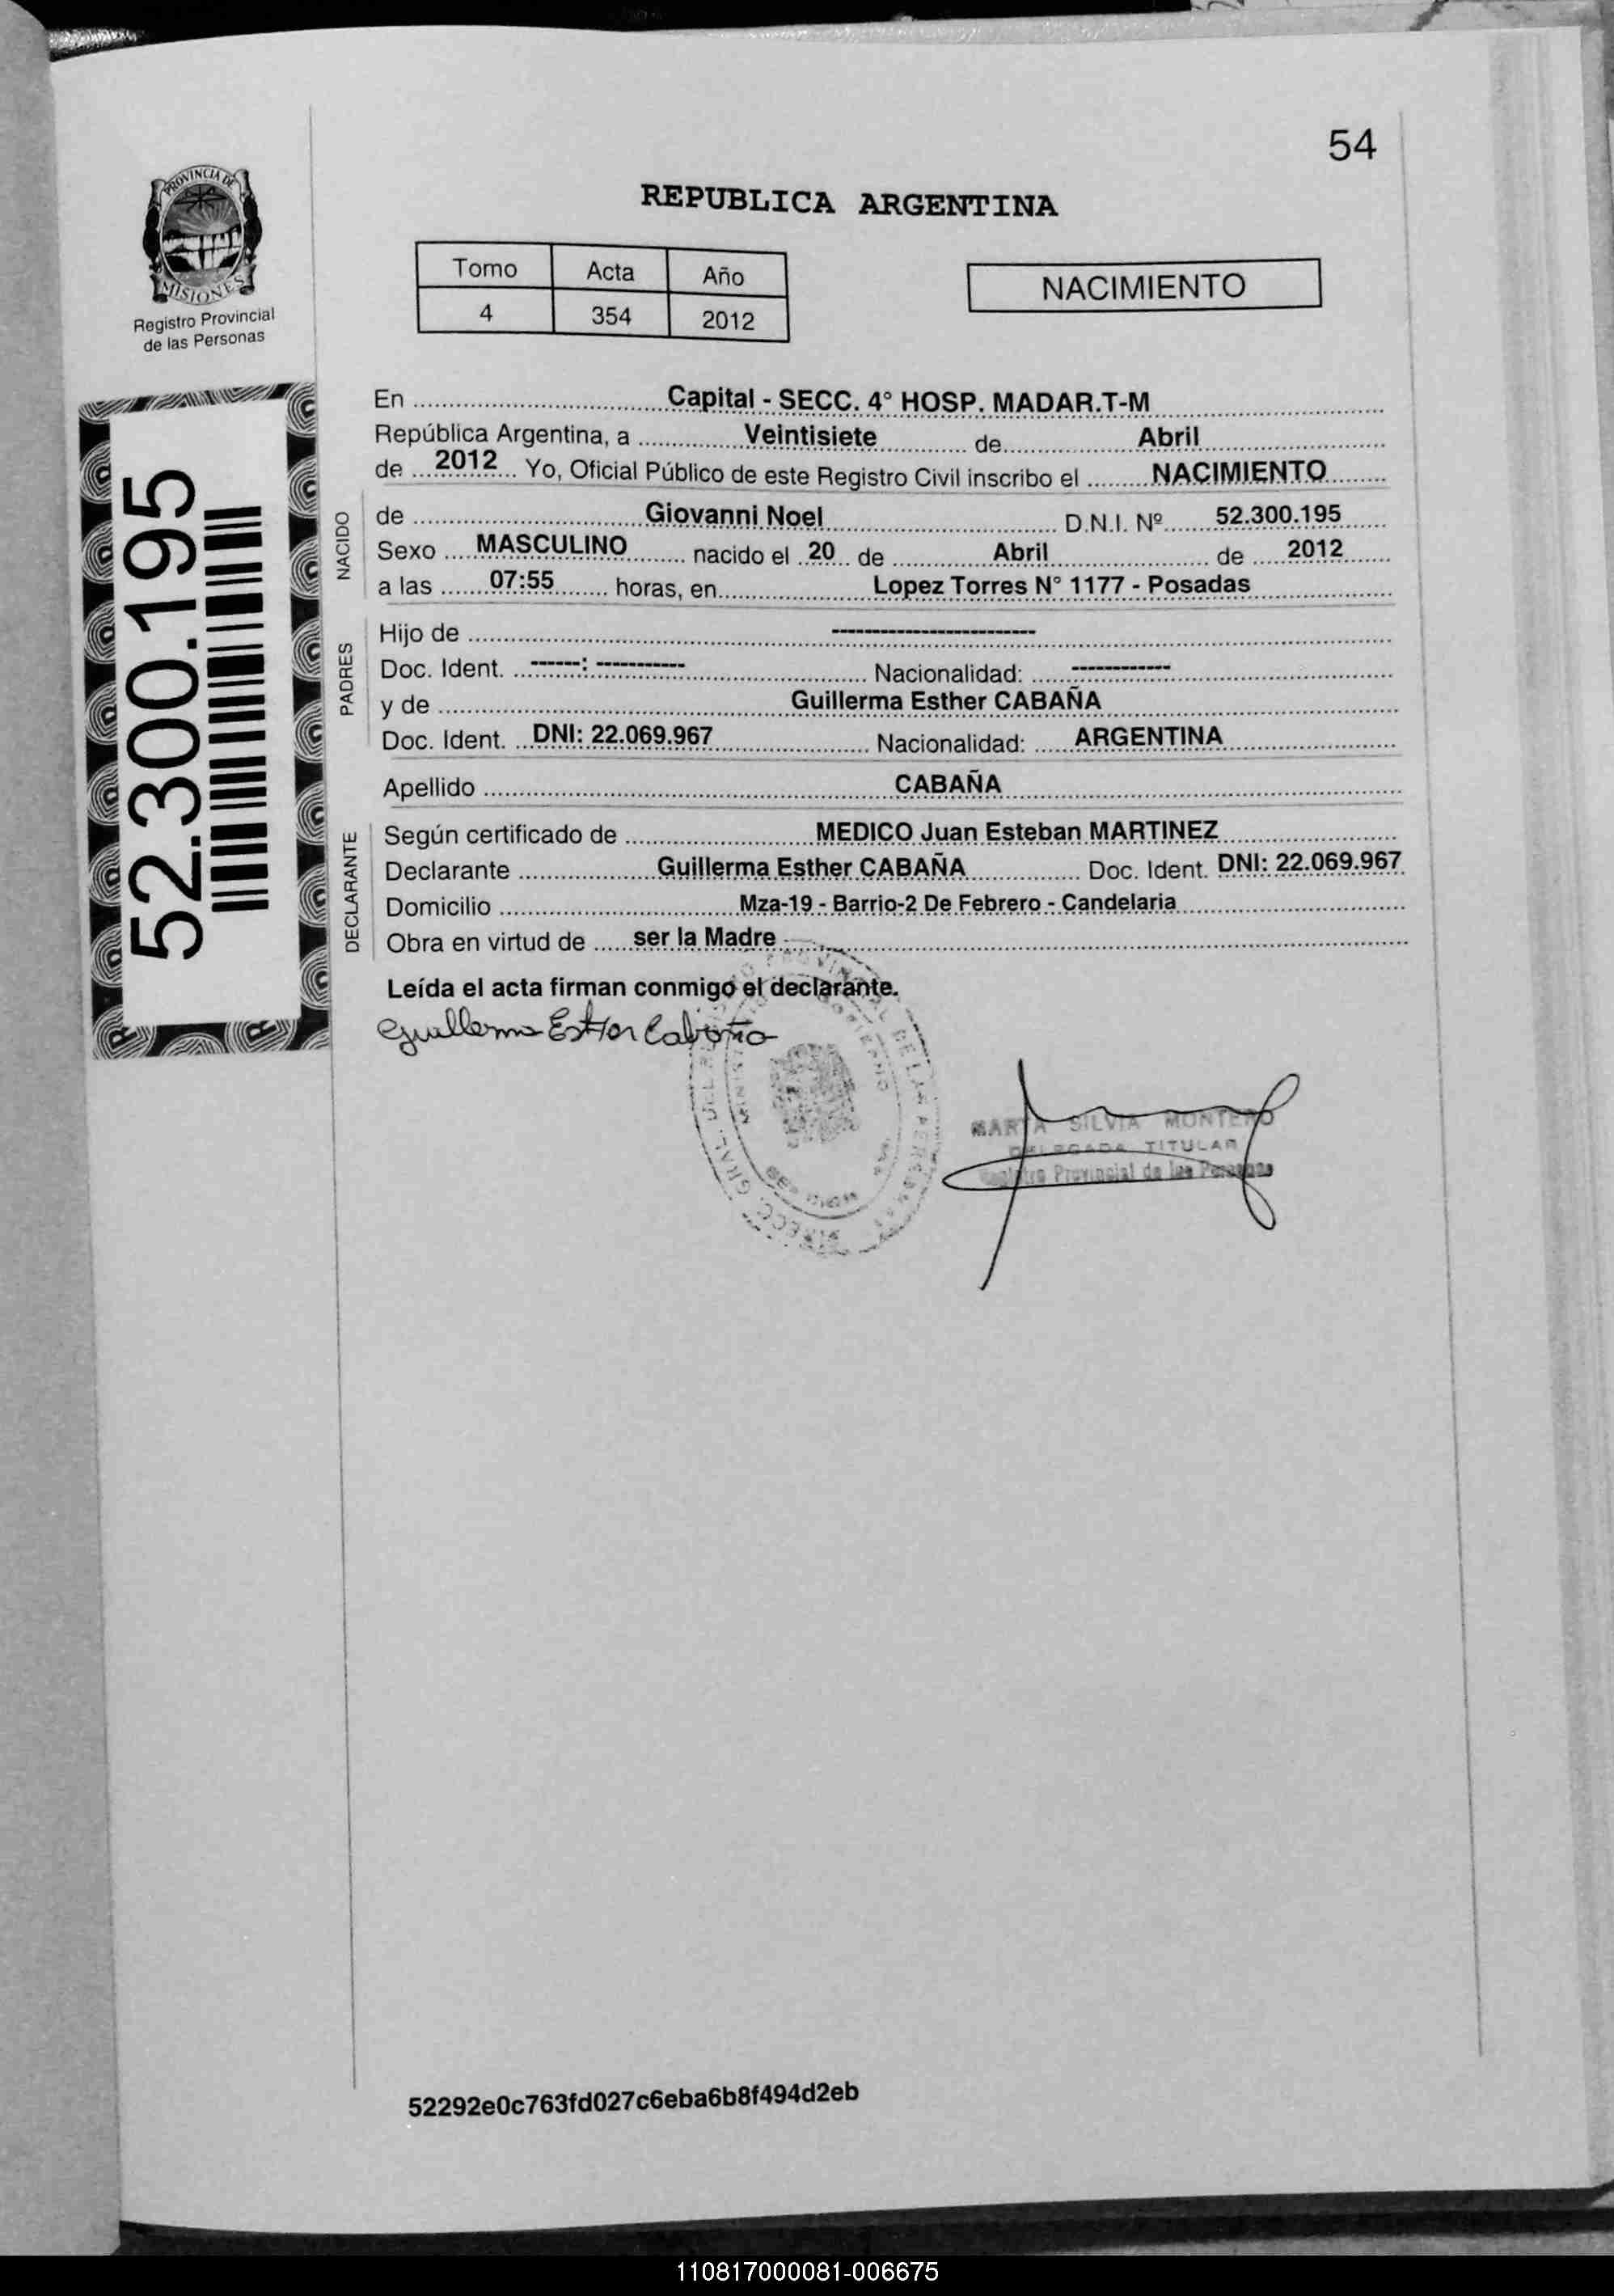 54
PROVINCIA DE
MISIONES
Registro Provincial
de las Personas
REPUBLICA ARGENTINA
Tomo Acta Año
4 354 2012
NACIMIENTO
52.300.195
NACIDO
En Capital - SECC. 4° HOSP. MADAR.T-M
República Argentina, a Veintisiete de Abril
de 2012 Yo, Oficial Público de este Registro Civil inscribo el NACIMIENTO
de Giovanni Noel D.N.I. Nº 52.300.195
Sexo MASCULINO nacido el 20 de Abril de 2012
a las 07:55 horas, en Lopez Torres N° 1177 - Posadas
PADRES
Hijo de -------------------------
Doc. Ident. ------: ----------- Nacionalidad: ------------
y de Guillerma Esther CABAÑA
Doc. Ident. DNI: 22.069.967 Nacionalidad: ARGENTINA
Apellido CABAÑA
DECLARANTE
Según certificado de MEDICO Juan Esteban MARTINEZ
Declarante Guillerma Esther CABAÑA Doc. Ident. DNI: 22.069.967
Domicilio Mza-19 - Barrio-2 De Febrero - Candelaria
Obra en virtud de ser la Madre
Leída el acta firman conmigo el declarante.
Guillerma Esther Cabaña
MARTA SILVIA MONTERO
DELEGADA TITULAR
Registro Provincial de las Personas
52292e0c763fd027c6eba6b8f494d2eb
110817000081-006675